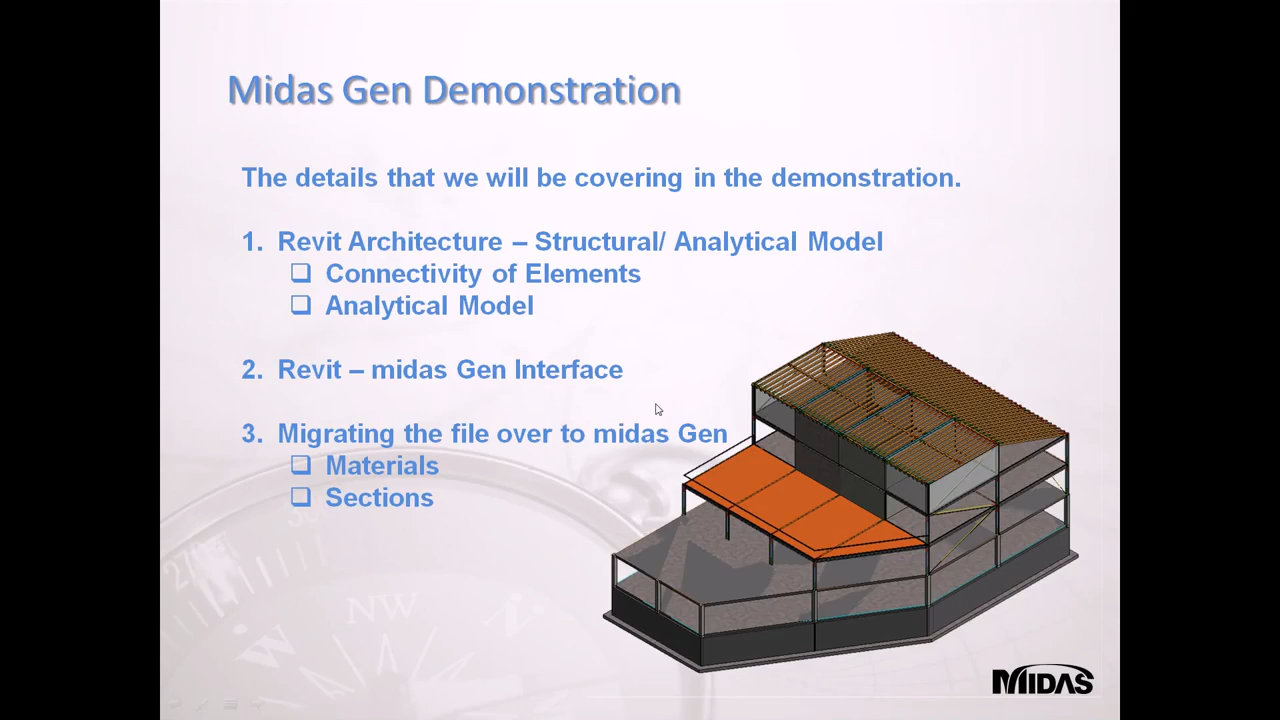 Midas Gen Demonstration
The details that we will be covering in the demonstration.
1. Revit Architecture – Structural/ Analytical Model
❑ Connectivity of Elements
❑ Analytical Model
2. Revit – midas Gen Interface
3. Migrating the file over to midas Gen
❑ Materials
❑ Sections
NW
W
MIDAS